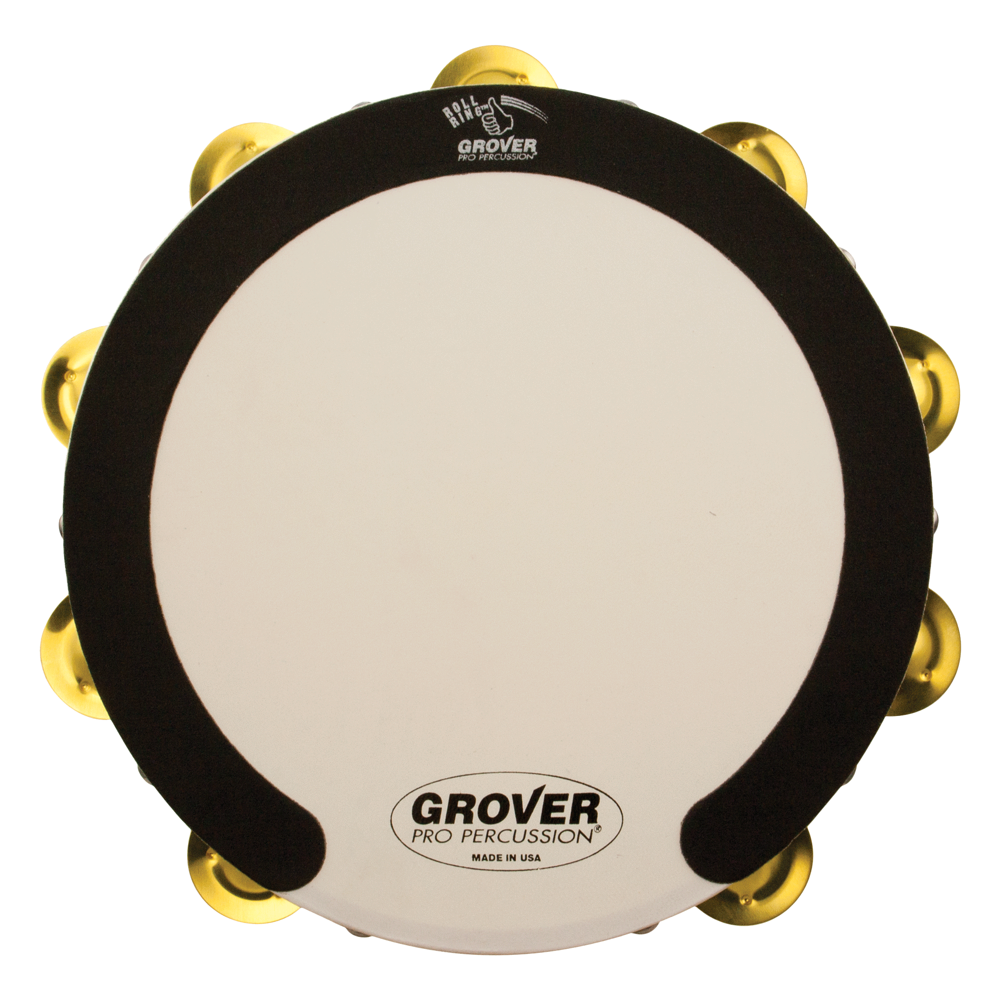 ROLL
RING™
GROVER
PRO PERCUSSION
GROVER
PRO PERCUSSION®
MADE IN USA